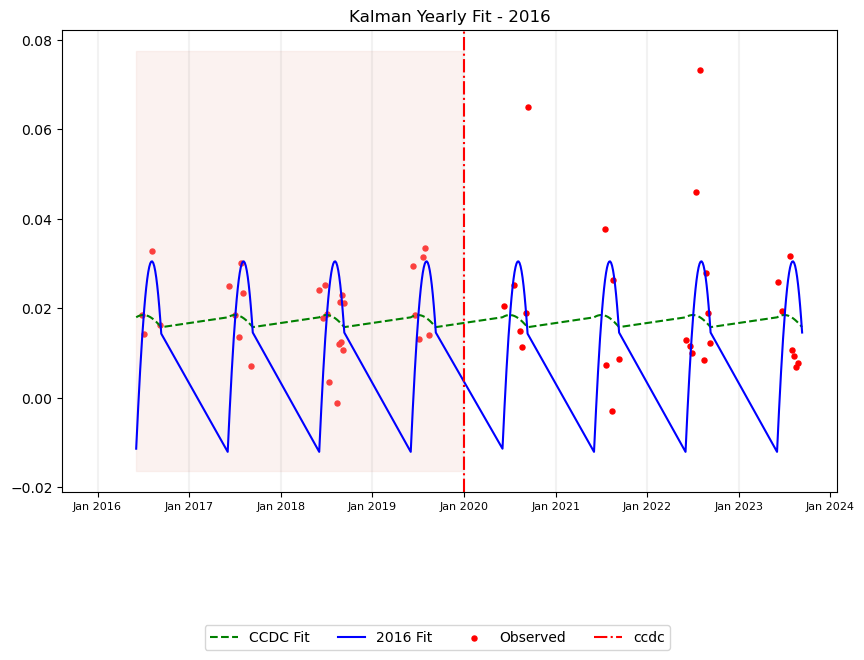 Kalman Yearly Fit - 2016
0.08
0.06
0.04
0.02
0.00
−0.02
Jan 2016 Jan 2017 Jan 2018 Jan 2019 Jan 2020 Jan 2021 Jan 2022 Jan 2023 Jan 2024
CCDC Fit 2016 Fit Observed ccdc